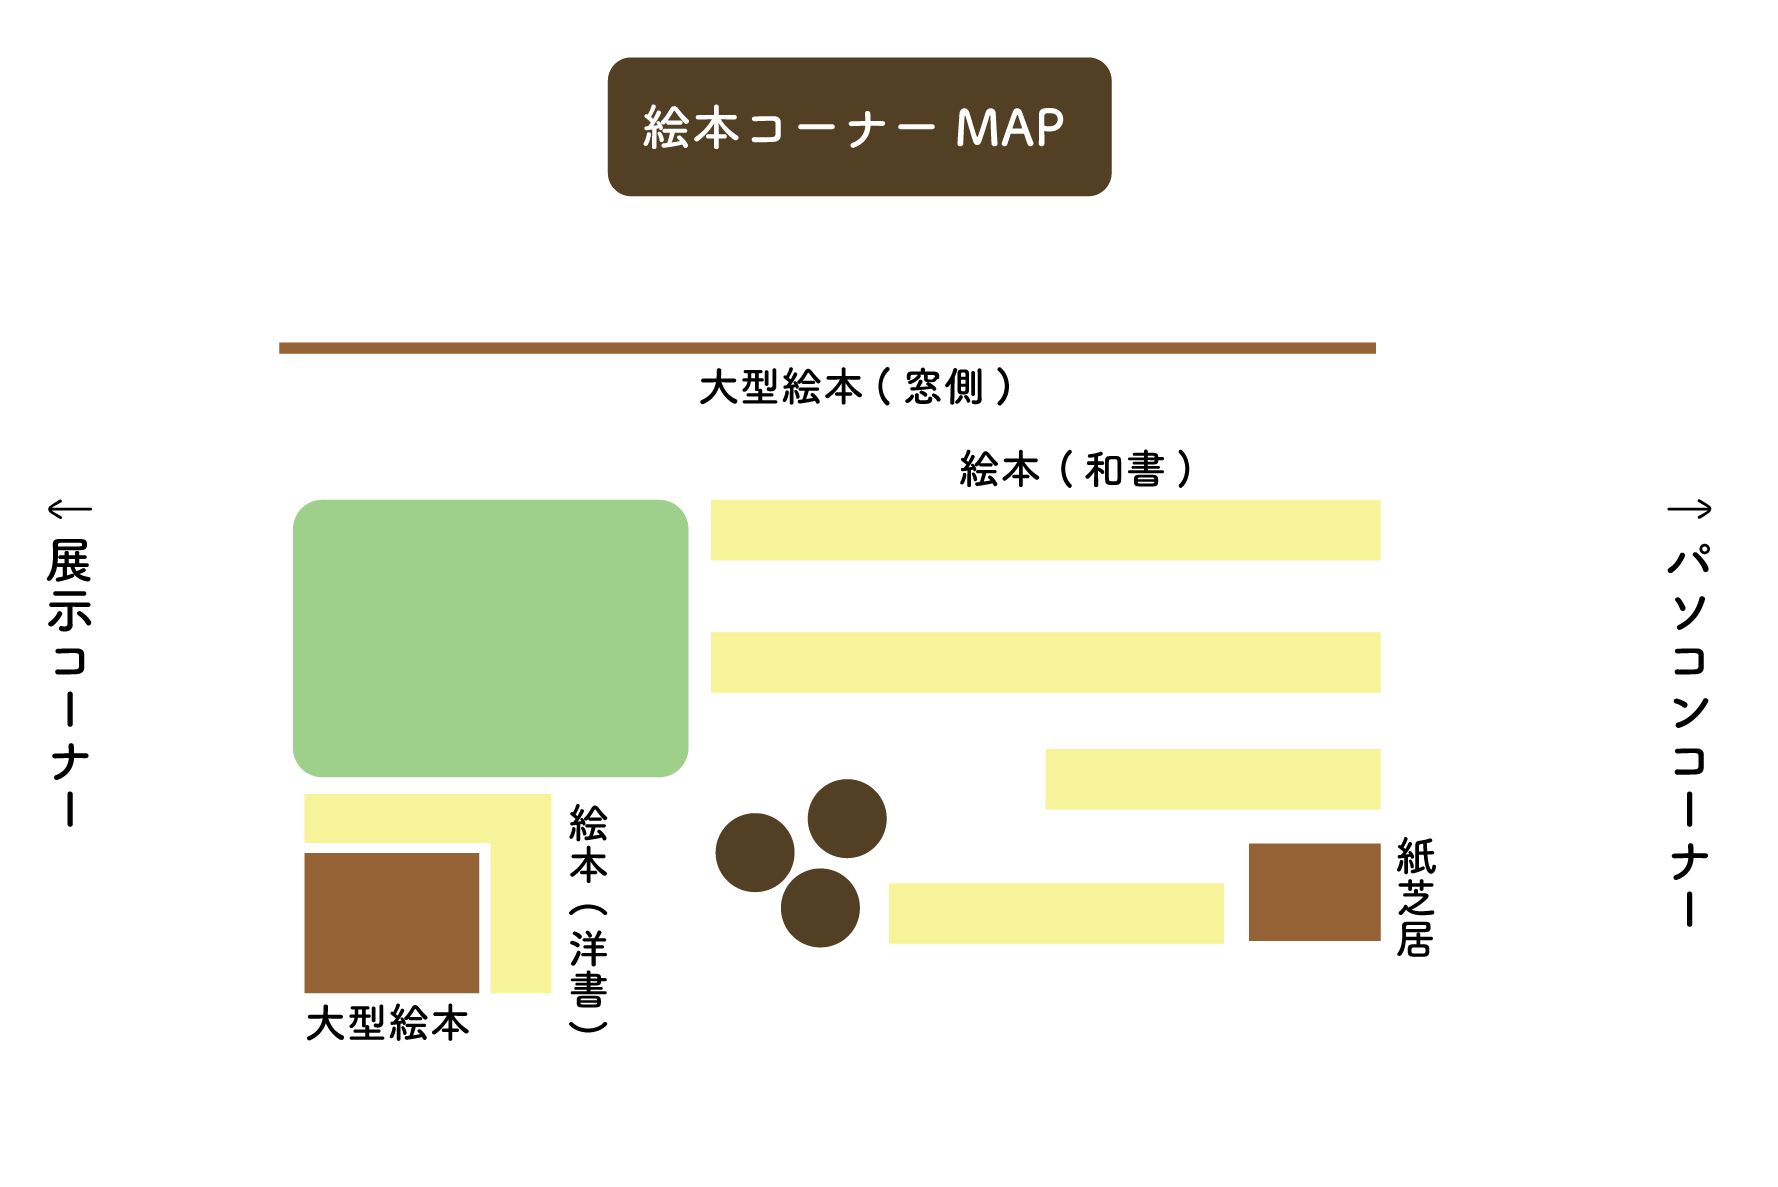 絵本コーナー MAP
大型絵本(窓側)
絵本(和書)
←
展示コーナー
→
パソコンコーナー
絵本(洋書)
紙芝居
大型絵本